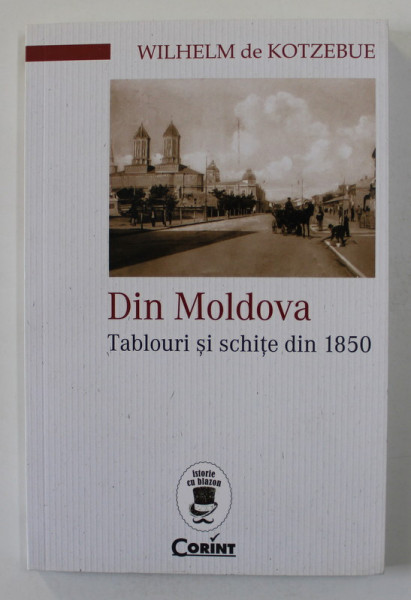 WILHELM de KOTZEBUE
Din Moldova
Tablouri și schițe din 1850
istorie
cu blazon
CORINT